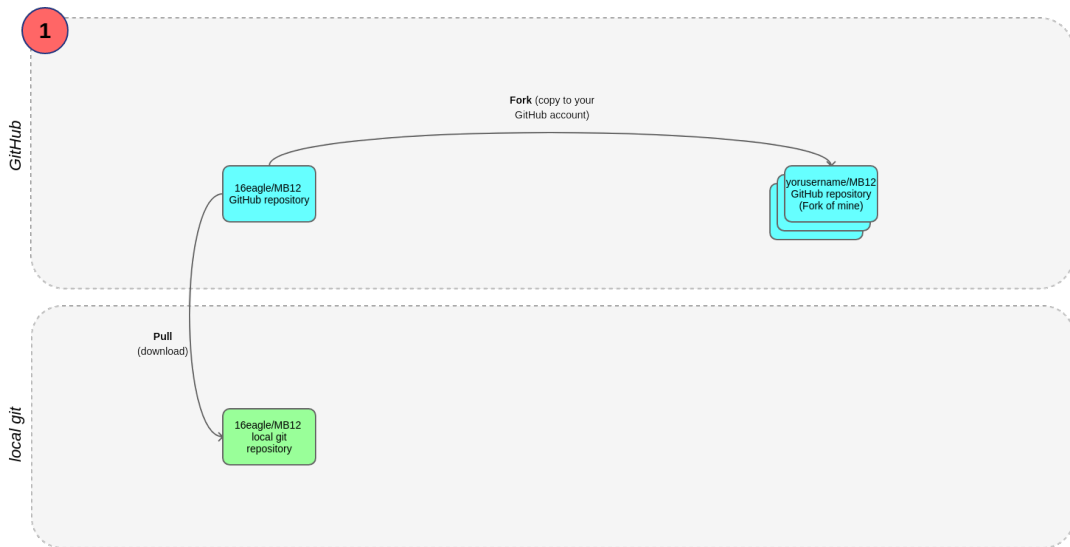 1
GitHub
Fork (copy to your
GitHub account)
16eagle/MB12
GitHub repository
yorusername/MB12
GitHub repository
(Fork of mine)
Pull
(download)
local git
16eagle/MB12
local git
repository